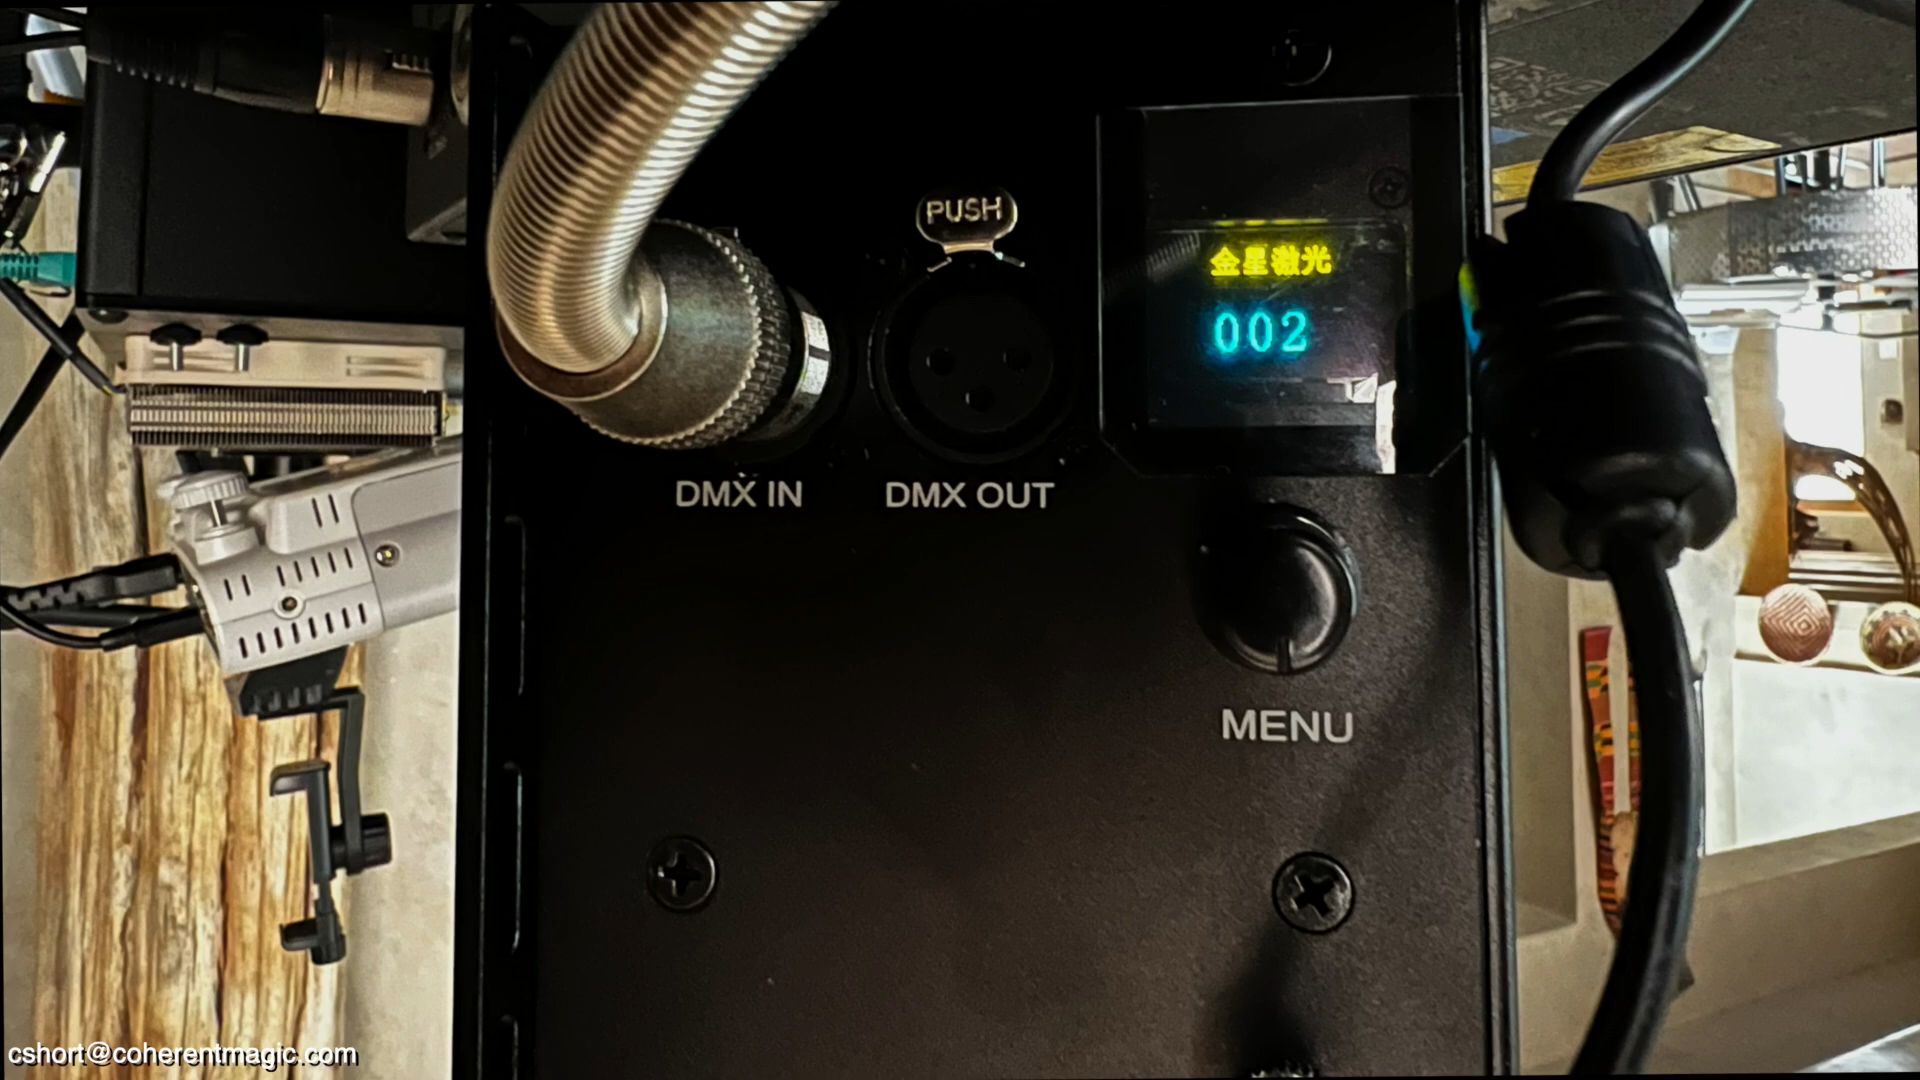 PUSH
金星激光
002
DMX IN
DMX OUT
MENU
cshort@coherentmagic.com